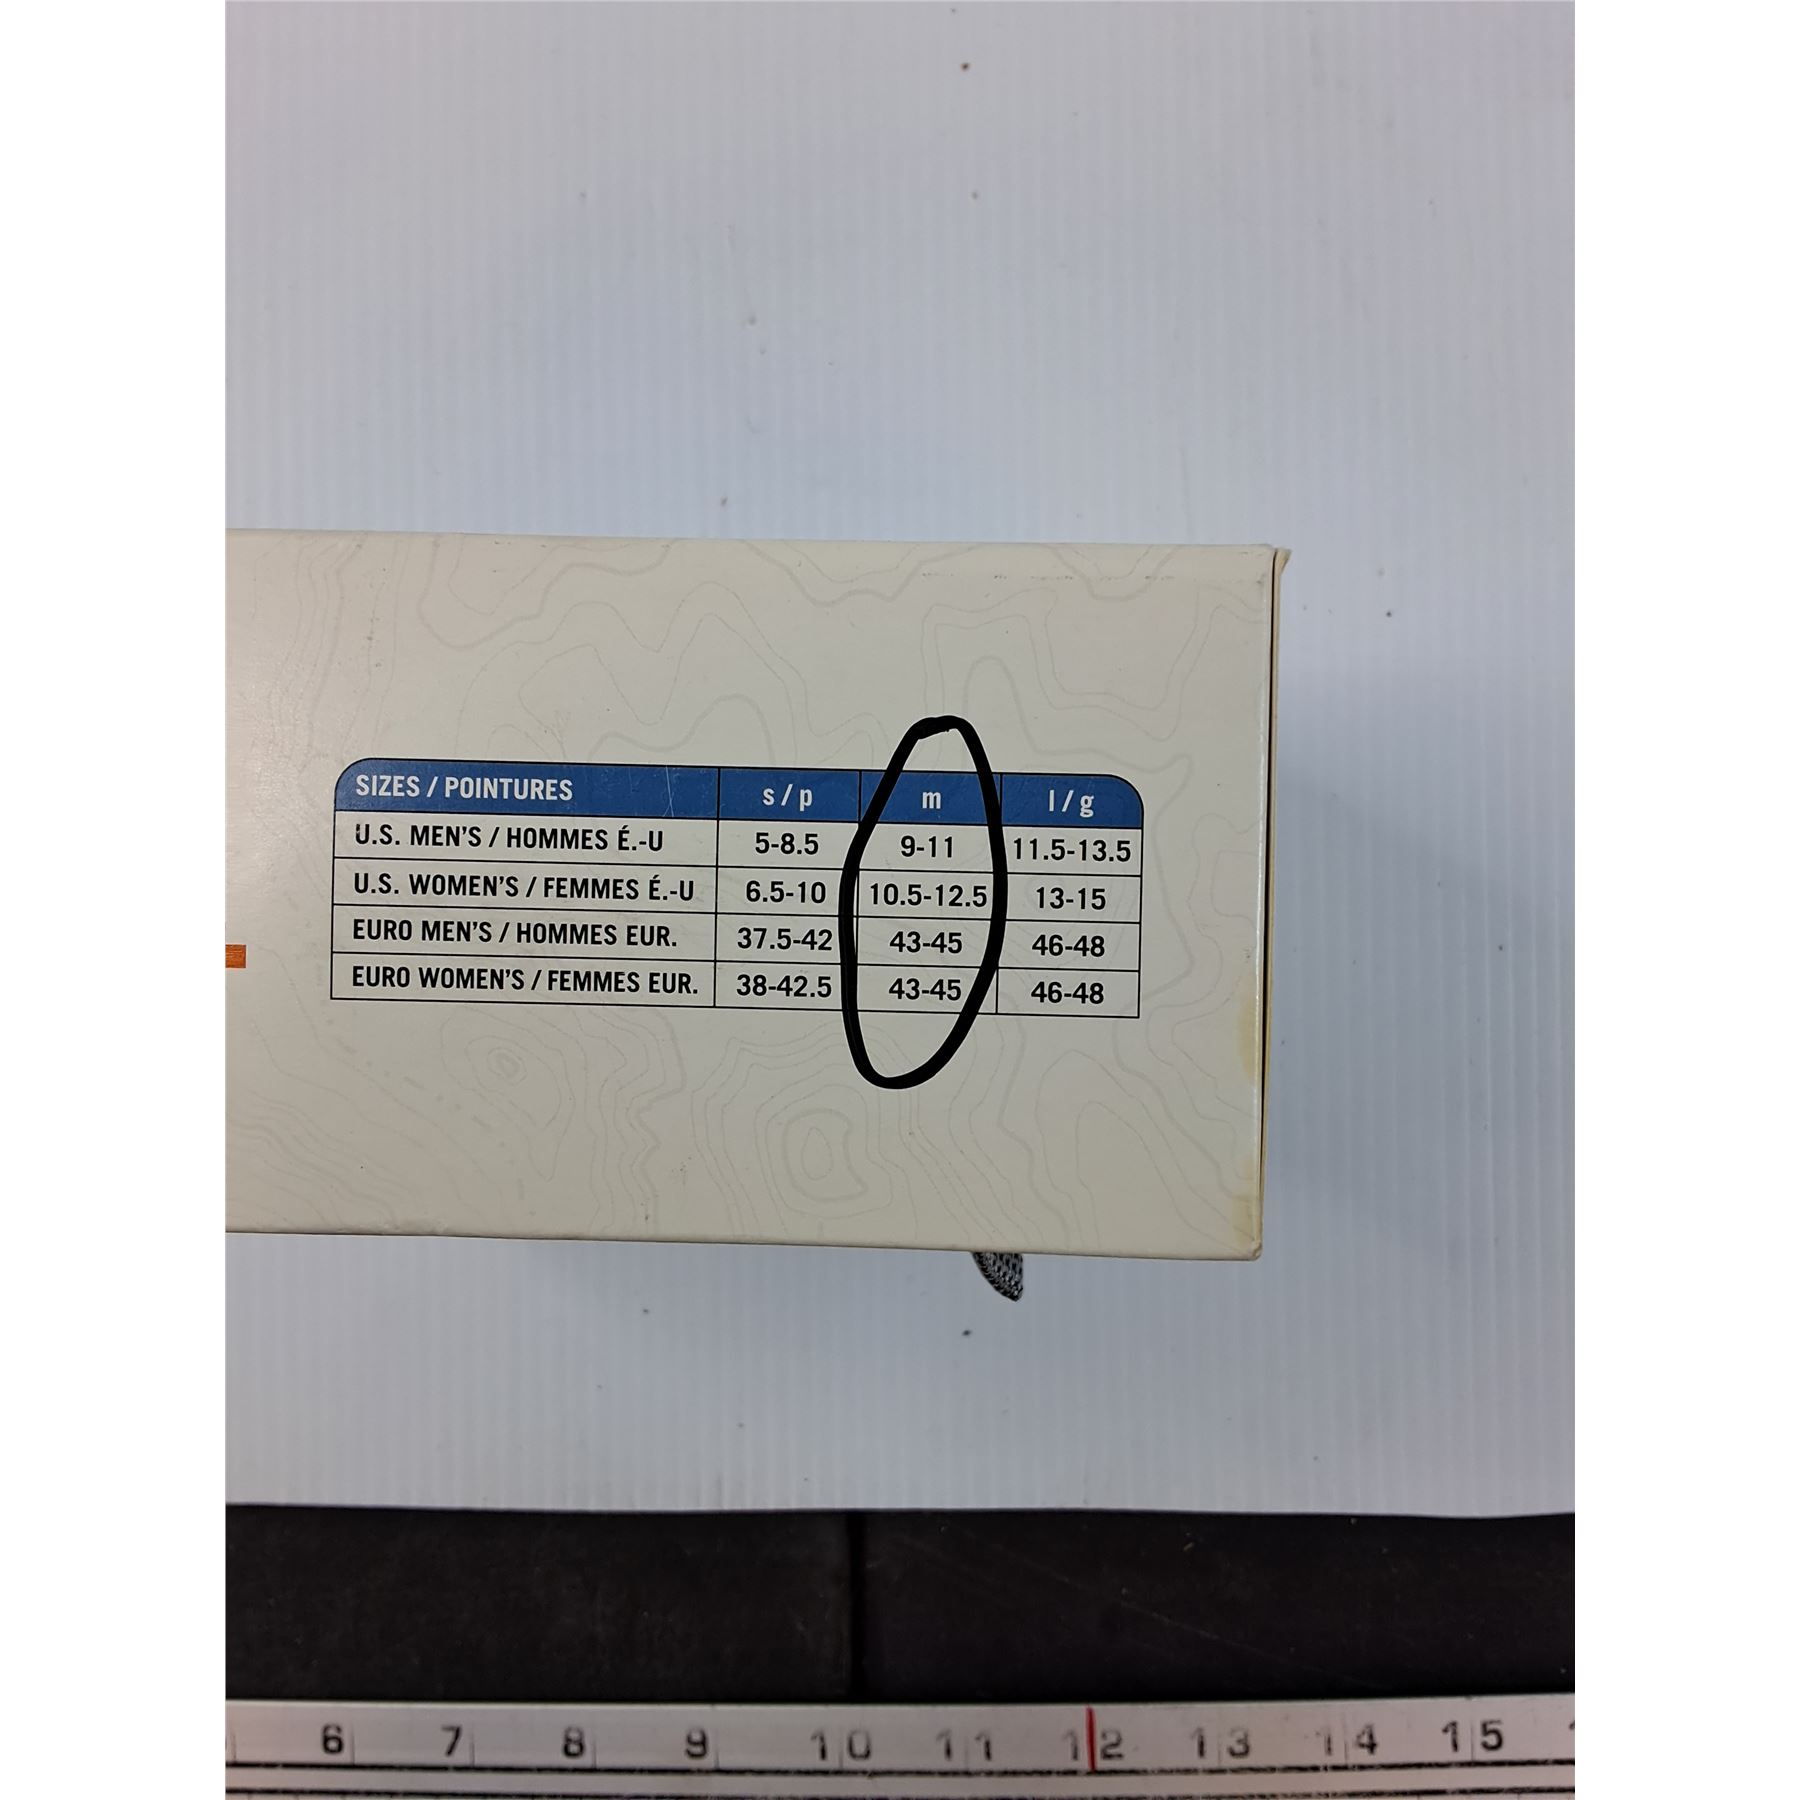 SIZES / POINTURES s / p m l / g
U.S. MEN'S / HOMMES É.-U 5-8.5 9-11 11.5-13.5
U.S. WOMEN'S / FEMMES É.-U 6.5-10 10.5-12.5 13-15
EURO MEN'S / HOMMES EUR. 37.5-42 43-45 46-48
EURO WOMEN'S / FEMMES EUR. 38-42.5 43-45 46-48
6 7 8 9 10 11 12 13 14 15